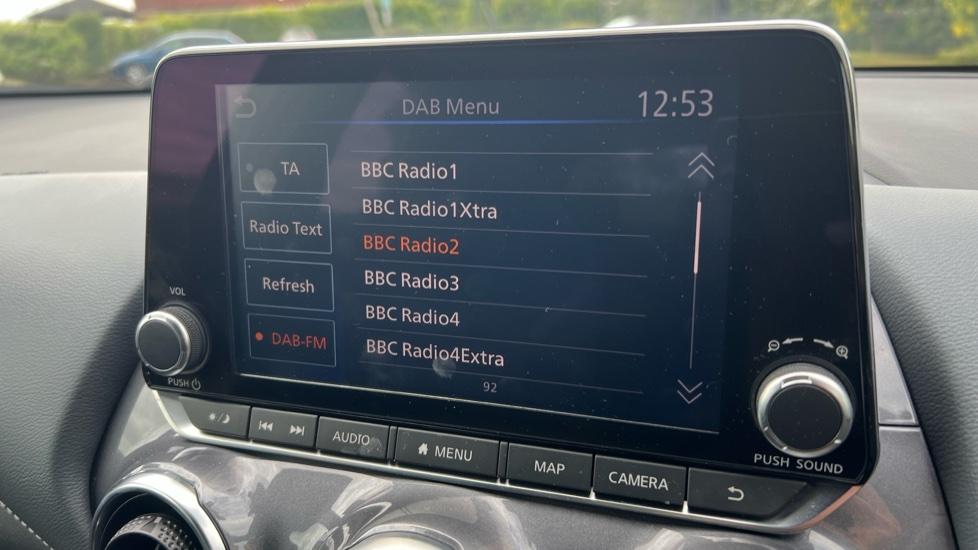 DAB Menu 12:53
TA
Radio Text
Refresh
DAB-FM
BBC Radio1
BBC Radio1Xtra
BBC Radio2
BBC Radio3
BBC Radio4
BBC Radio4Extra
92
VOL
PUSH
PUSH SOUND
AUDIO
MENU
MAP
CAMERA